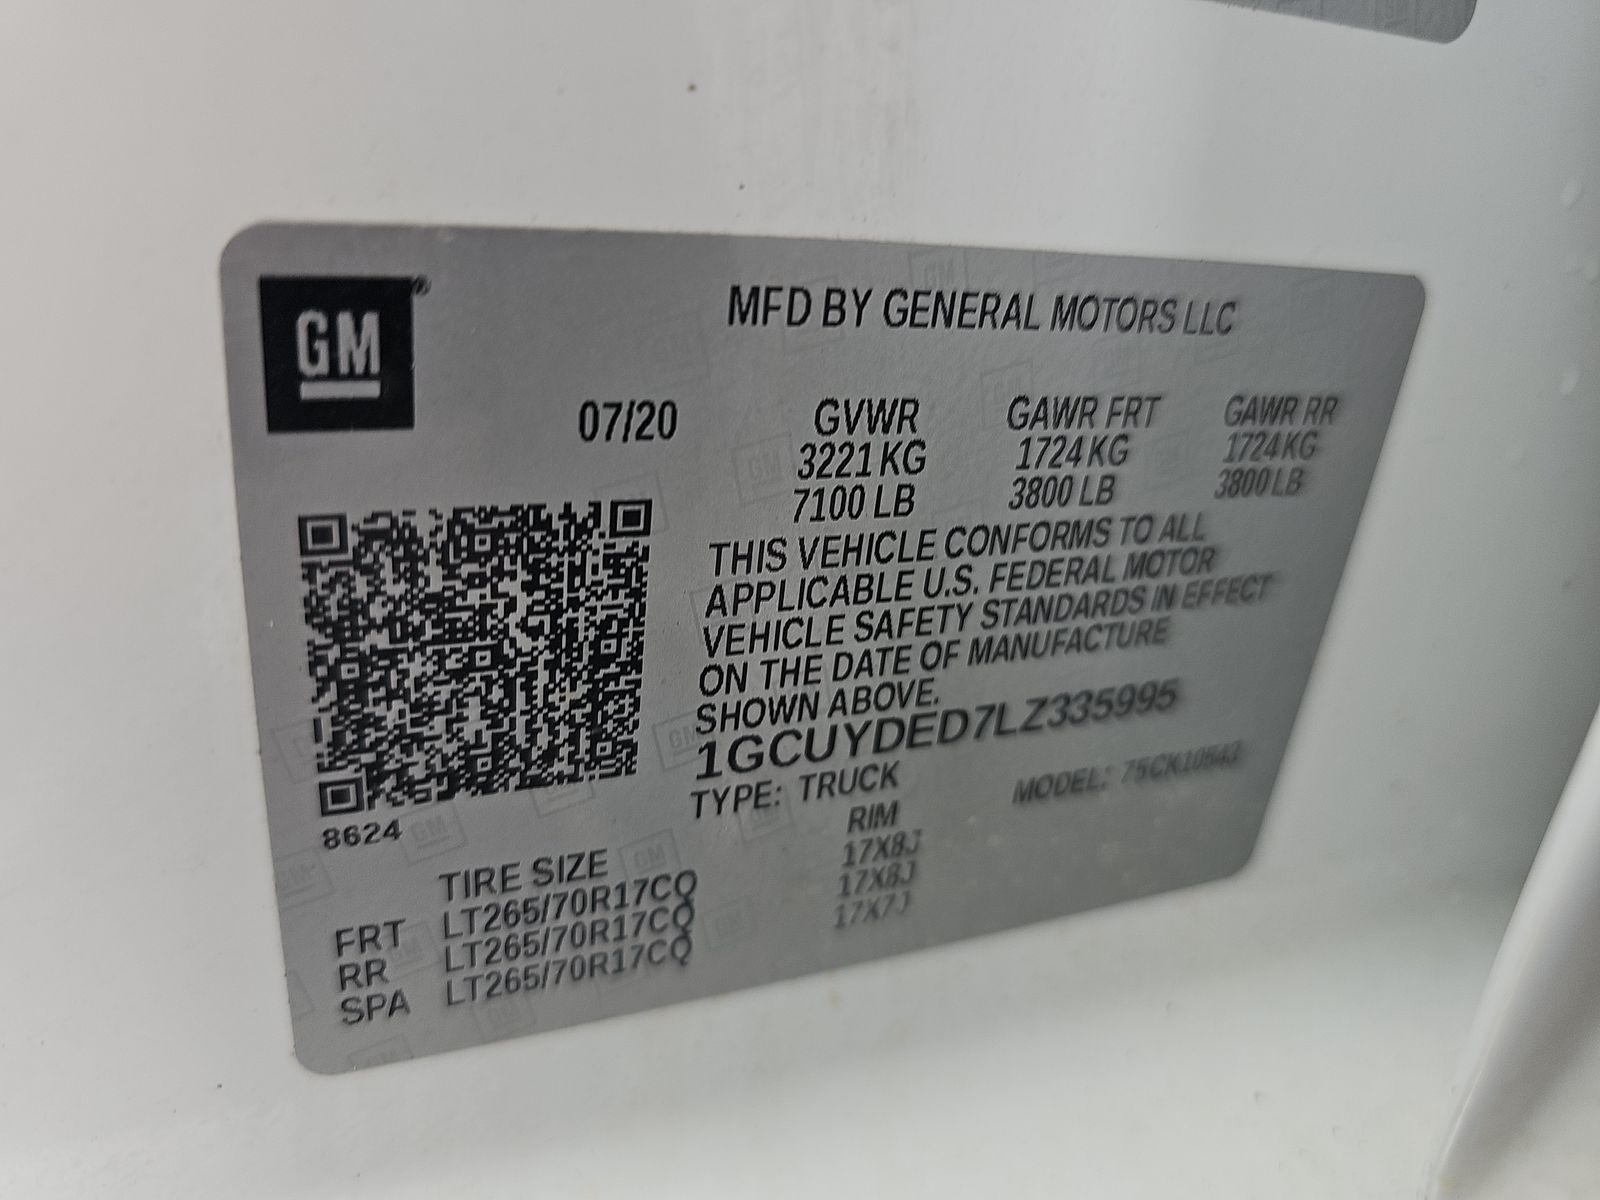 GM®
MFD BY GENERAL MOTORS LLC
07/20
GVWR GAWR FRT GAWR RR
3221 KG 1724 KG 1724 KG
7100 LB 3800 LB 3800 LB
THIS VEHICLE CONFORMS TO ALL
APPLICABLE U.S. FEDERAL MOTOR
VEHICLE SAFETY STANDARDS IN EFFECT
ON THE DATE OF MANUFACTURE
SHOWN ABOVE.
1GCUYDED7LZ335995
TYPE: TRUCK MODEL:
8624
TIRE SIZE RIM
FRT LT265/70R17CQ 17X8J
RR LT265/70R17CQ 17X8J
SPA LT265/70R17CQ 17X7J